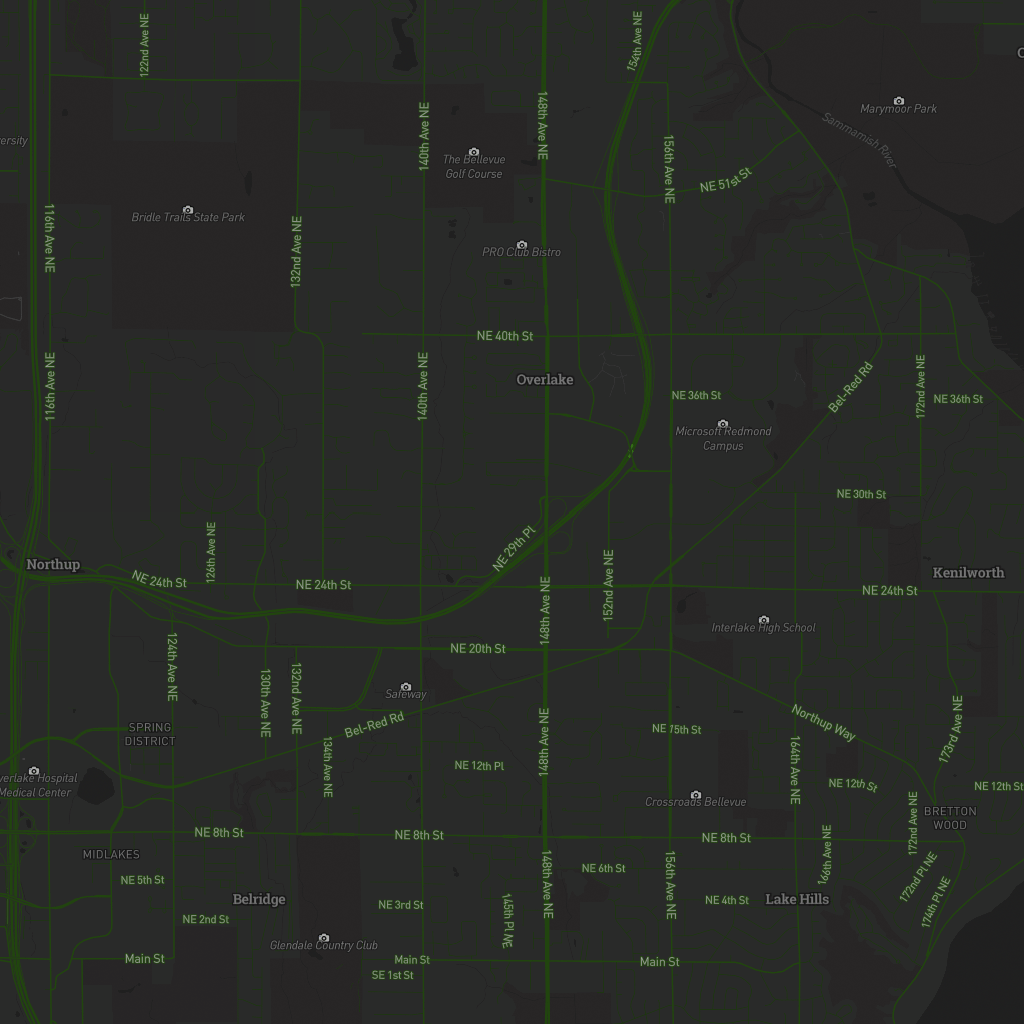 122nd Ave NE
154th Ave NE
Marymoor Park
Sammamish River
148th Ave NE
140th Ave NE
The Bellevue
Golf Course
156th Ave NE
NE 51st St
Bridle Trails State Park
119th Ave NE
132nd Ave NE
PRO Club Bistro
NE 40th St
116th Ave NE
140th Ave NE
Overlake
NE 36th St
Bel-Red Rd
172nd Ave NE
NE 36th St
Microsoft Redmond
Campus
NE 30th St
126th Ave NE
NE 29th Pl
Northup
NE 24th St
NE 24th St
148th Ave NE
152nd Ave NE
NE 24th St
Kenilworth
Interlake High School
124th Ave NE
NE 20th St
130th Ave NE
132nd Ave NE
Safeway
Bel-Red Rd
SPRING
DISTRICT
148th Ave NE
NE 15th St
Northup Way
173rd Ave NE
134th Ave NE
NE 12th Pl
164th Ave NE
Medical Center
Crossroads Bellevue
NE 12th St
NE 12th St
172nd Ave NE
BRETTON
WOOD
NE 8th St
NE 8th St
NE 8th St
MIDLAKES
166th Ave NE
NE 5th St
148th Ave NE
NE 6th St
156th Ave NE
172nd Pl NE
Belridge
NE 3rd St
145th Pl NE
NE 4th St
Lake Hills
174th Pl NE
NE 2nd St
Glendale Country Club
Main St
Main St
SE 1st St
Main St